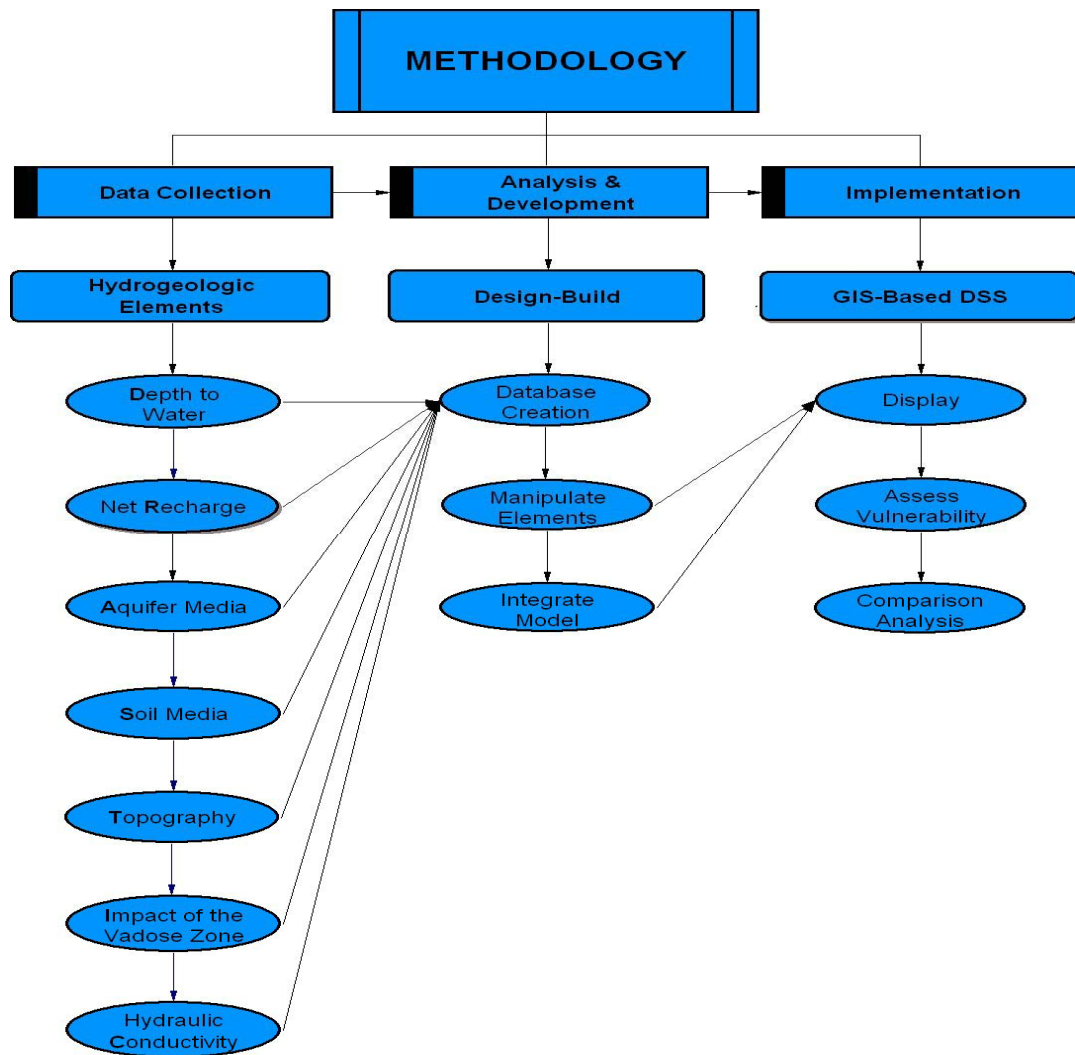 METHODOLOGY
Data Collection
Analysis &
Development
Implementation
Hydrogeologic
Elements
Design-Build
GIS-Based DSS
Depth to
Water
Database
Creation
Display
Net Recharge
Manipulate
Elements
Assess
Vulnerability
Aquifer Media
Integrate
Model
Comparison
Analysis
Soil Media
Topography
Impact of the
Vadose Zone
Hydraulic
Conductivity